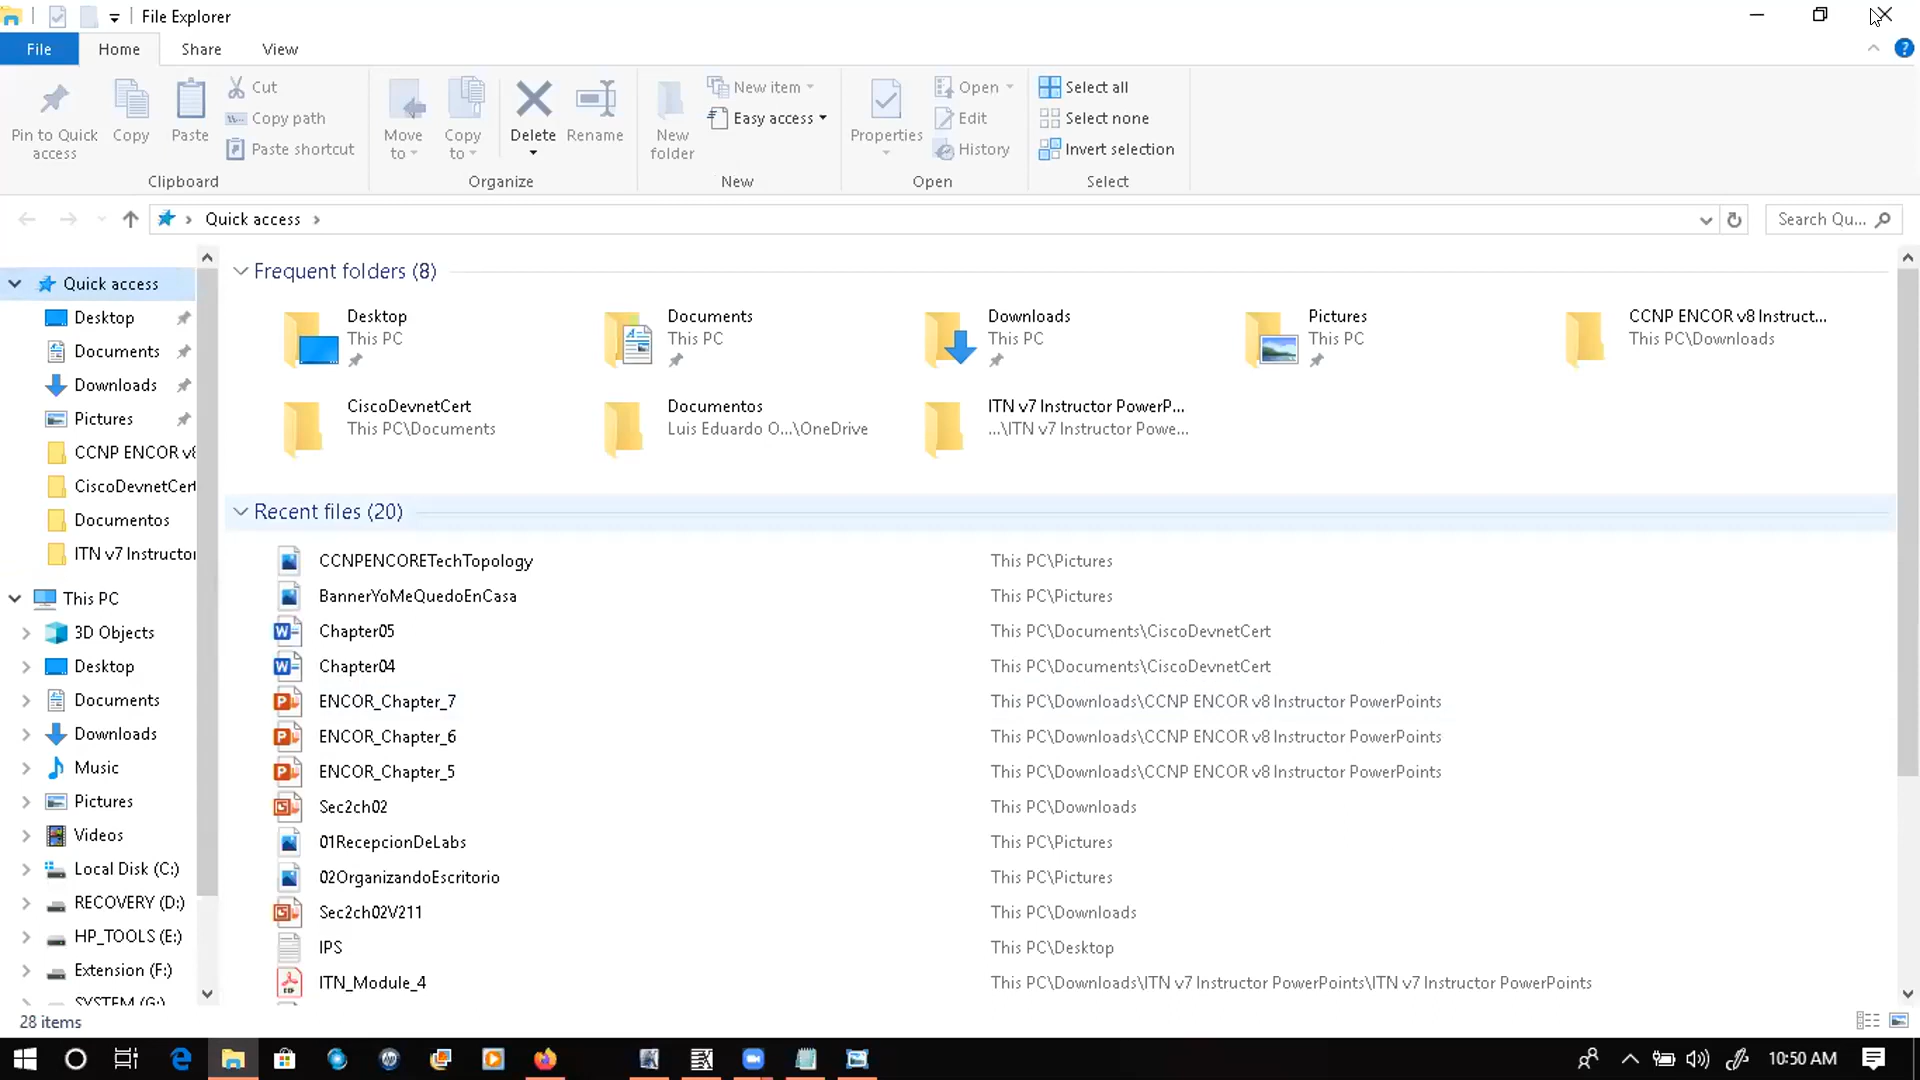 File Explorer
File
Home
Share
View
Pin to Quick access
Copy
Paste
Cut
Copy path
Paste shortcut
Clipboard
Move to
Copy to
Delete
Rename
Organize
New folder
New item
Easy access
New
Properties
Open
Edit
History
Open
Select all
Select none
Invert selection
Select
Quick access
Search Qu...
Quick access
Desktop
Documents
Downloads
Pictures
CCNP ENCOR v8
CiscoDevnetCert
Documentos
ITN v7 Instructor
This PC
3D Objects
Desktop
Documents
Downloads
Music
Pictures
Videos
Local Disk (C:)
RECOVERY (D:)
HP_TOOLS (E:)
Extension (F:)
SYSTEM (G:)
Frequent folders (8)
Desktop
This PC
Documents
This PC
Downloads
This PC
Pictures
This PC
CCNP ENCOR v8 Instruct...
This PC\Downloads
CiscoDevnetCert
This PC\Documents
Documentos
Luis Eduardo O...\OneDrive
ITN v7 Instructor PowerP...
...\ITN v7 Instructor Powe...
Recent files (20)
CCNPENCORETechTopology This PC\Pictures
BannerYoMeQuedoEnCasa This PC\Pictures
Chapter05 This PC\Documents\CiscoDevnetCert
Chapter04 This PC\Documents\CiscoDevnetCert
ENCOR_Chapter_7 This PC\Downloads\CCNP ENCOR v8 Instructor PowerPoints
ENCOR_Chapter_6 This PC\Downloads\CCNP ENCOR v8 Instructor PowerPoints
ENCOR_Chapter_5 This PC\Downloads\CCNP ENCOR v8 Instructor PowerPoints
Sec2ch02 This PC\Downloads
01RecepcionDeLabs This PC\Pictures
02OrganizandoEscritorio This PC\Pictures
Sec2ch02V211 This PC\Downloads
IPS This PC\Desktop
ITN_Module_4 This PC\Downloads\ITN v7 Instructor PowerPoints\ITN v7 Instructor PowerPoints
28 items
10:50 AM